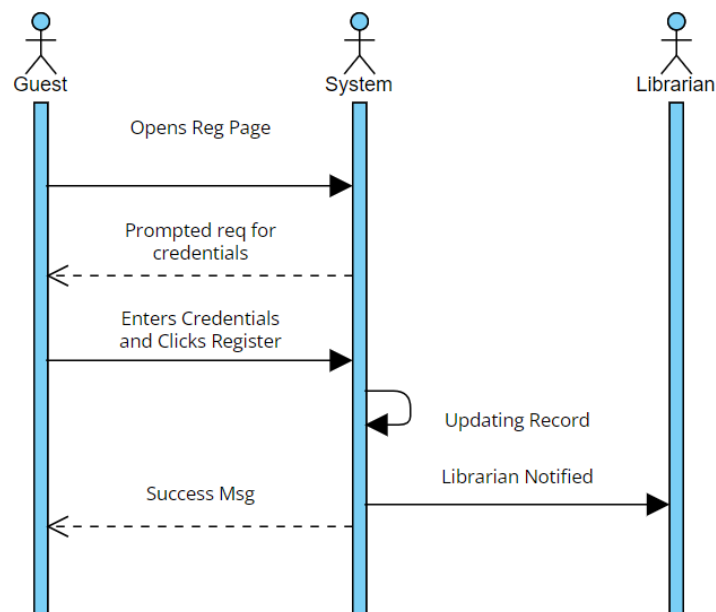 Guest
System
Librarian
Opens Reg Page
Prompted req for
credentials
Enters Credentials
and Clicks Register
Updating Record
Librarian Notified
Success Msg